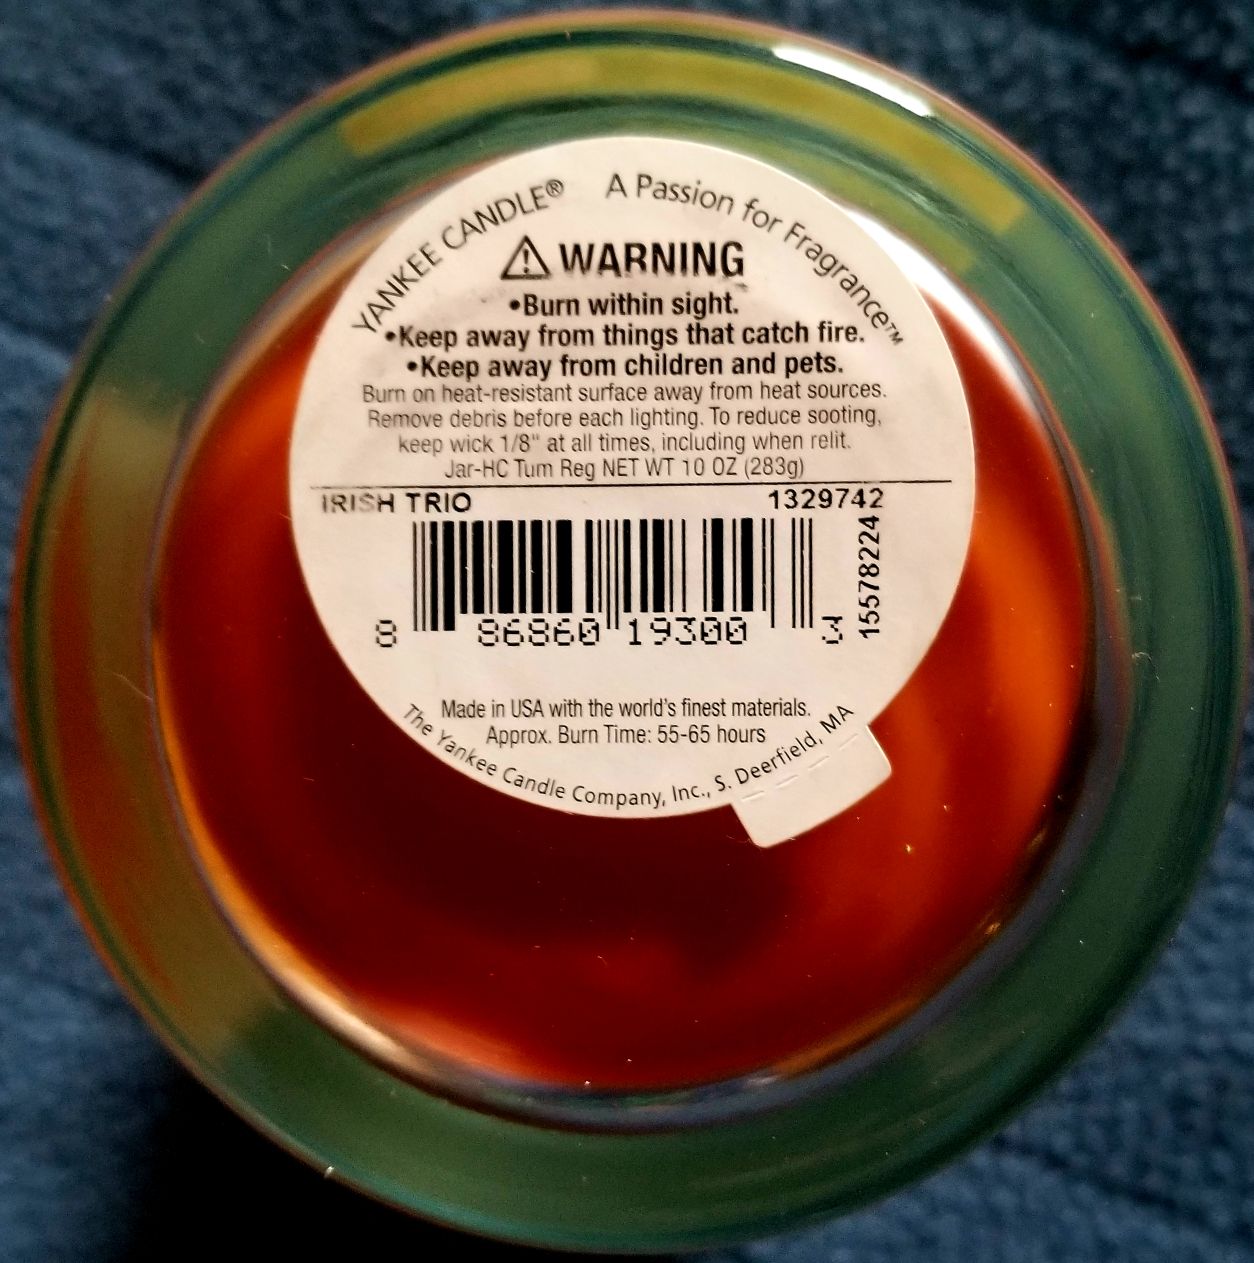 YANKEE CANDLE® A Passion for Fragrance™
⚠ WARNING
•Burn within sight.
•Keep away from things that catch fire.
•Keep away from children and pets.
Burn on heat-resistant surface away from heat sources.
Remove debris before each lighting. To reduce sooting,
keep wick 1/8" at all times, including when relit.
Jar-HC Tum Reg NET WT 10 OZ (283g)
IRISH TRIO 1329742
15578224
8 86860 19300 3
Made in USA with the world's finest materials.
Approx. Burn Time: 55-65 hours
The Yankee Candle Company, Inc., S. Deerfield, MA